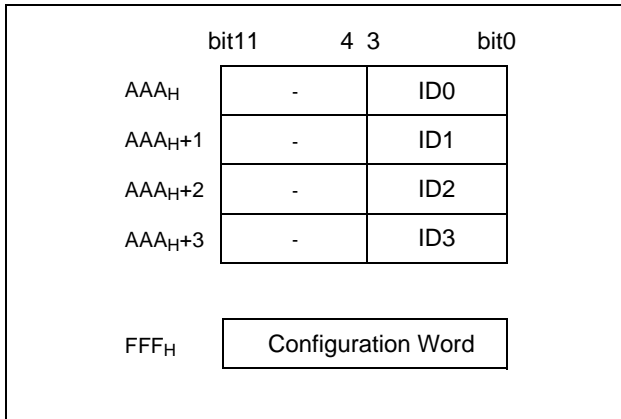 bit11 4 3 bit0
AAAH - ID0
AAAH+1 - ID1
AAAH+2 - ID2
AAAH+3 - ID3
FFFH Configuration Word